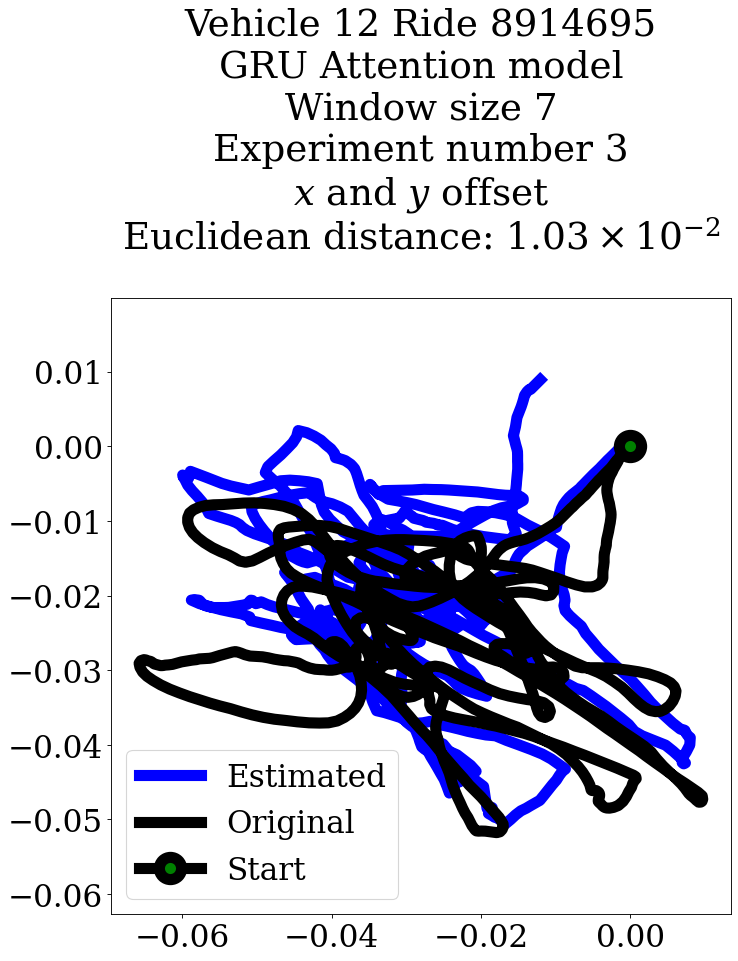 Vehicle 12 Ride 8914695
GRU Attention model
Window size 7
Experiment number 3
x and y offset
Euclidean distance: 1.03 × 10⁻²
0.01
0.00
−0.01
−0.02
−0.03
−0.04
−0.05
−0.06
Estimated
Original
Start
−0.06 −0.04 −0.02 0.00